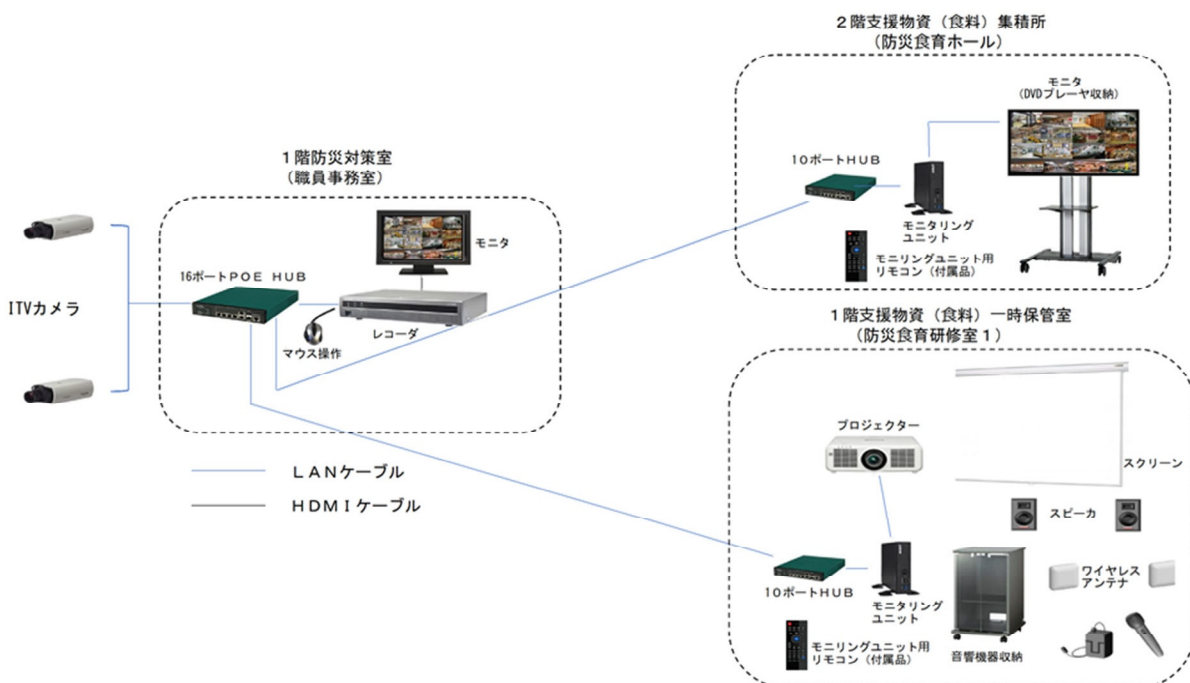 2階支援物資（食料）集積所
（防災食育ホール）
モニタ
（DVDプレーヤ収納）
10ポートHUB
モニタリング
ユニット
モニリングユニット用
リモコン（付属品）
1階防災対策室
（職員事務室）
モニタ
16ポートPOE HUB
レコーダ
マウス操作
ITVカメラ
LANケーブル
HDMIケーブル
1階支援物資（食料）一時保管室
（防災食育研修室1）
プロジェクター
スクリーン
スピーカ
10ポートHUB
モニタリング
ユニット
モニリングユニット用
リモコン（付属品）
音響機器収納
ワイヤレス
アンテナ